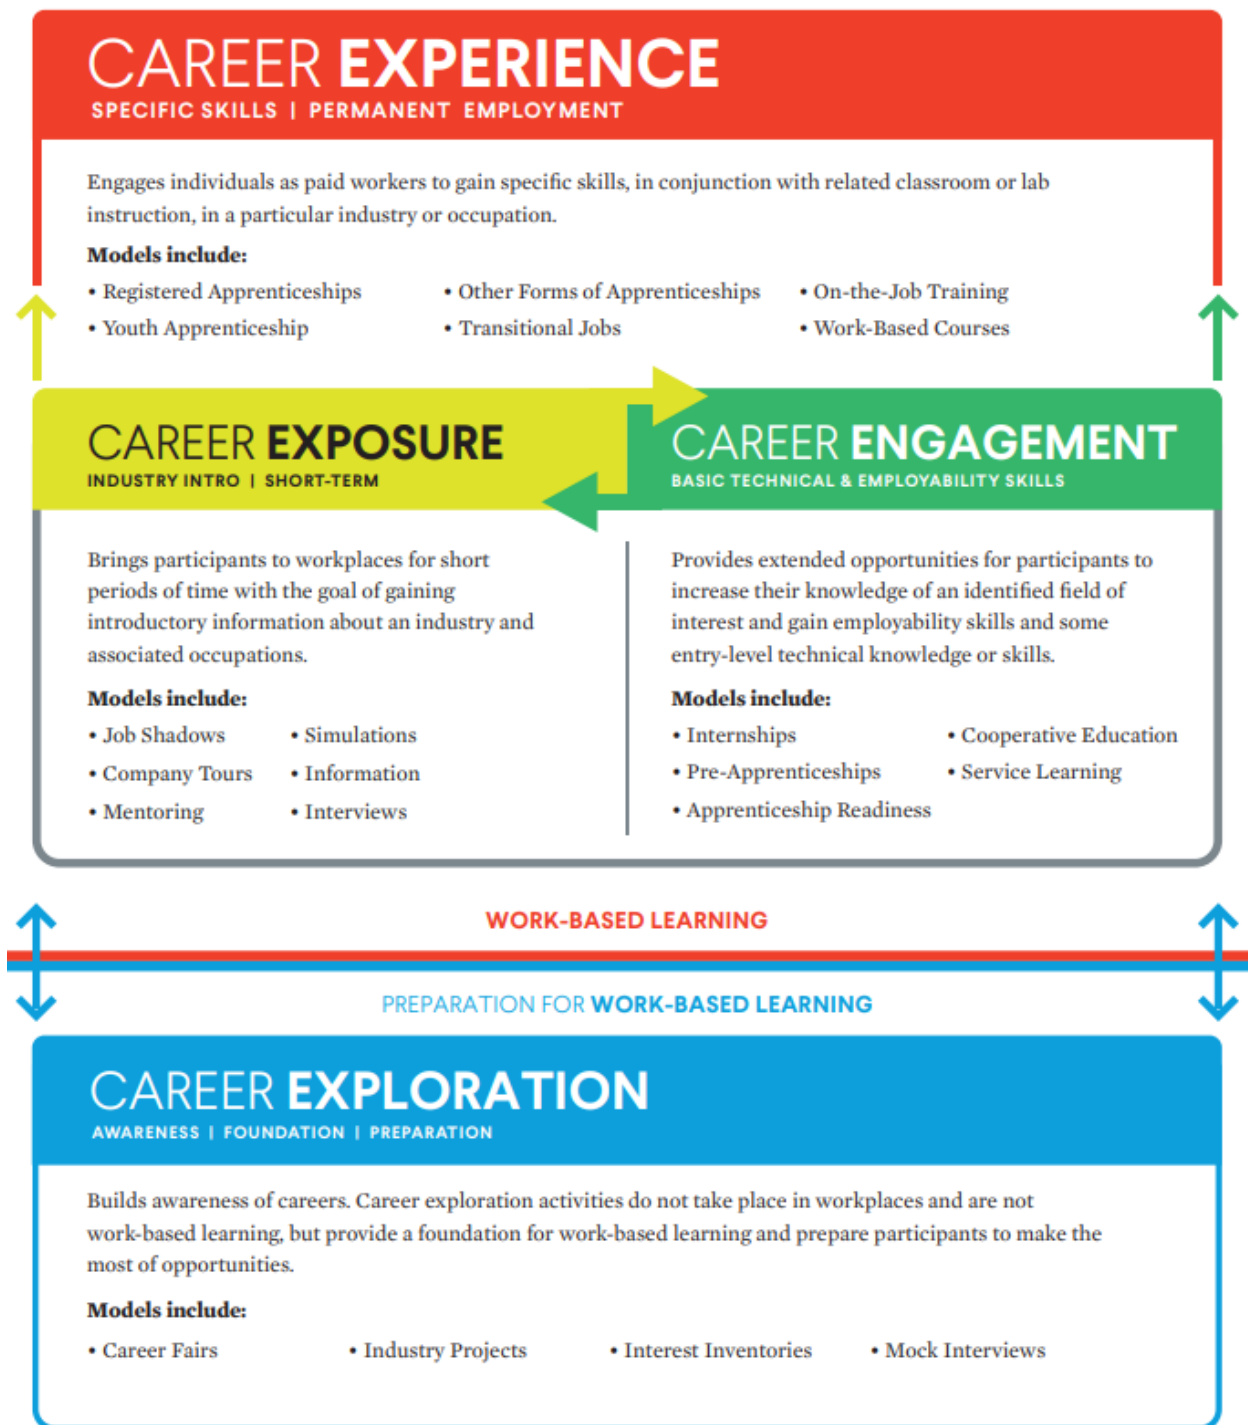 CAREER EXPERIENCE
SPECIFIC SKILLS | PERMANENT EMPLOYMENT
Engages individuals as paid workers to gain specific skills, in conjunction with related classroom or lab
instruction, in a particular industry or occupation.
Models include:
• Registered Apprenticeships
• Youth Apprenticeship
• Other Forms of Apprenticeships
• Transitional Jobs
• On-the-Job Training
• Work-Based Courses
CAREER EXPOSURE
INDUSTRY INTRO | SHORT-TERM
Brings participants to workplaces for short
periods of time with the goal of gaining
introductory information about an industry and
associated occupations.
Models include:
• Job Shadows
• Company Tours
• Mentoring
• Simulations
• Information
• Interviews
CAREER ENGAGEMENT
BASIC TECHNICAL & EMPLOYABILITY SKILLS
Provides extended opportunities for participants to
increase their knowledge of an identified field of
interest and gain employability skills and some
entry-level technical knowledge or skills.
Models include:
• Internships
• Pre-Apprenticeships
• Apprenticeship Readiness
• Cooperative Education
• Service Learning
WORK-BASED LEARNING
PREPARATION FOR WORK-BASED LEARNING
CAREER EXPLORATION
AWARENESS | FOUNDATION | PREPARATION
Builds awareness of careers. Career exploration activities do not take place in workplaces and are not
work-based learning, but provide a foundation for work-based learning and prepare participants to make the
most of opportunities.
Models include:
• Career Fairs
• Industry Projects
• Interest Inventories
• Mock Interviews